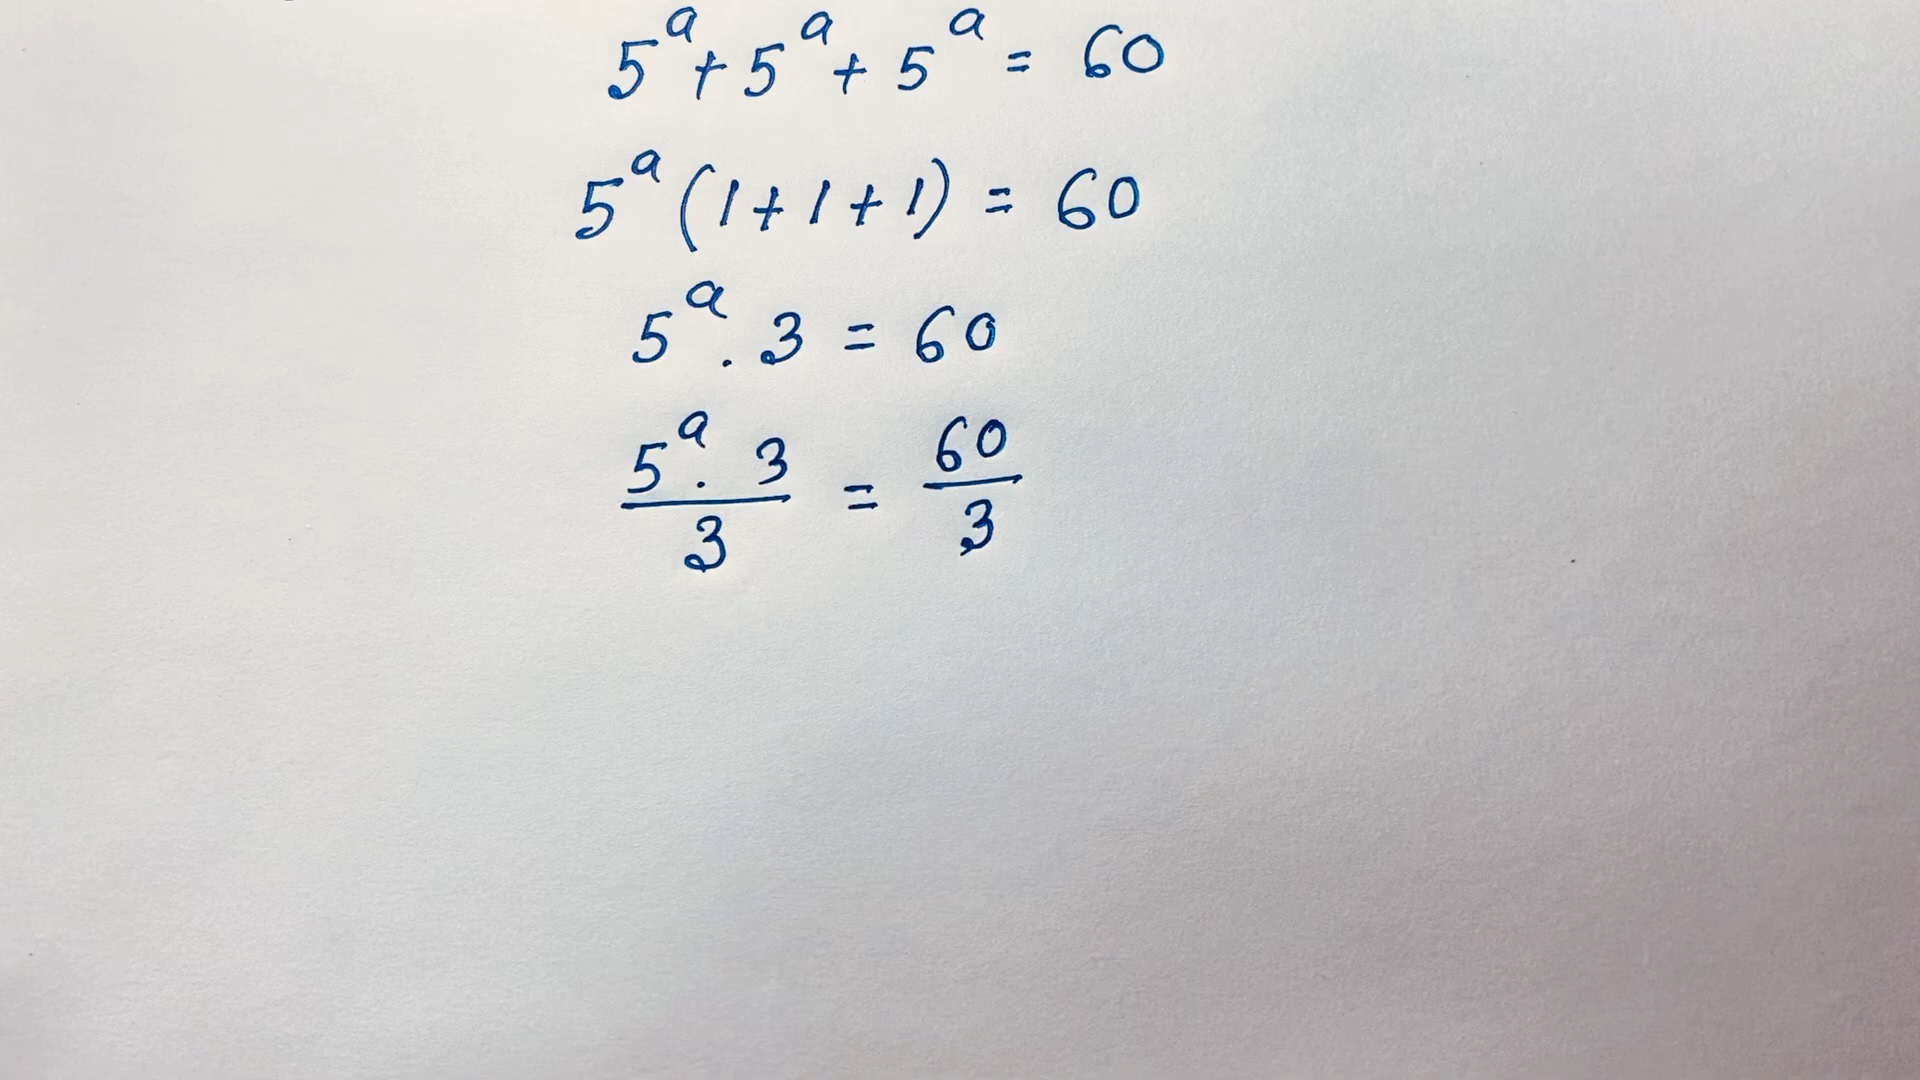 5^a + 5^a + 5^a = 60
5^a (1 + 1 + 1) = 60
5^a . 3 = 60
5^a . 3 / 3 = 60 / 3